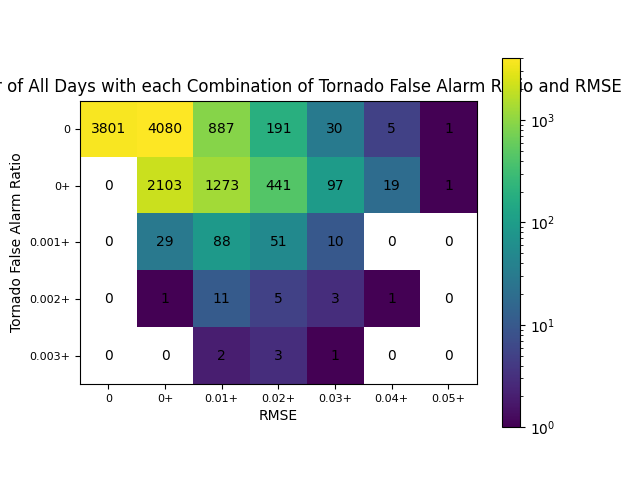 r of All Days with each Combination of Tornado False Alarm Ratio and RMSE
Tornado False Alarm Ratio
0 3801 4080 887 191 30 5 1
0+ 0 2103 1273 441 97 19 1
0.001+ 0 29 88 51 10 0 0
0.002+ 0 1 11 5 3 1 0
0.003+ 0 0 2 3 1 0 0
0 0+ 0.01+ 0.02+ 0.03+ 0.04+ 0.05+
RMSE
10³
10²
10¹
10⁰